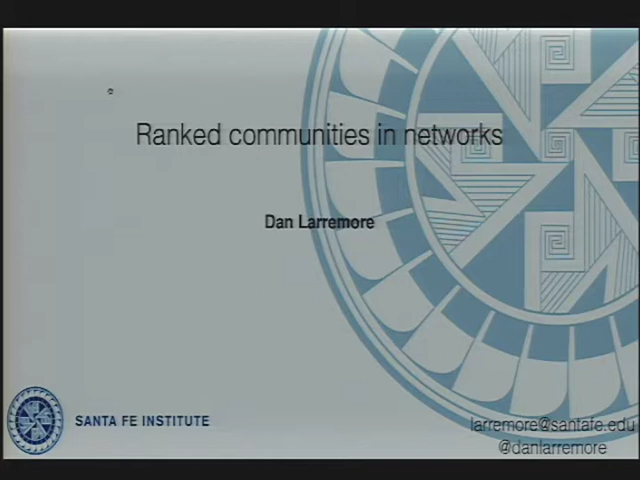 Ranked communities in networks
Dan Larremore
SANTA FE INSTITUTE
larremore@santafe.edu
@danlarremore